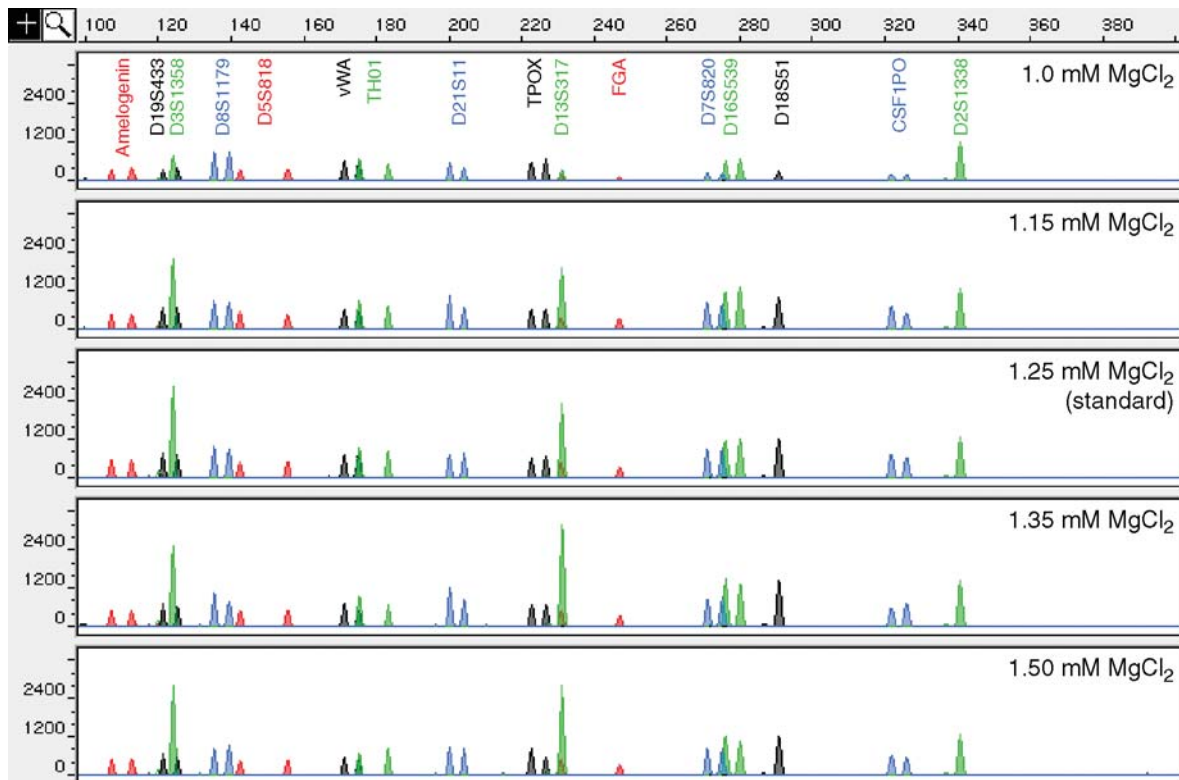 100 120 140 160 180 200 220 240 260 280 300 320 340 360 380
1.0 mM MgCl₂
Amelogenin
D19S433
D3S1358
D8S1179
D5S818
vWA
TH01
D21S11
TPOX
D13S317
FGA
D7S820
D16S539
D18S51
CSF1PO
D2S1338
2400
1200
0
1.15 mM MgCl₂
2400
1200
0
1.25 mM MgCl₂
(standard)
2400
1200
0
1.35 mM MgCl₂
2400
1200
0
1.50 mM MgCl₂
2400
1200
0